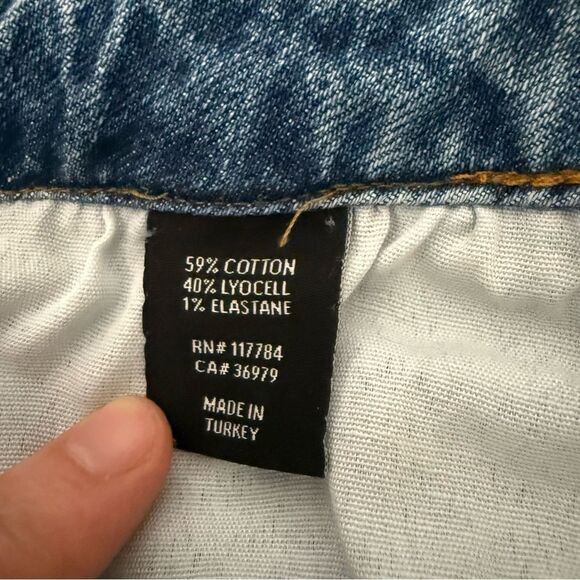 59% COTTON
40% LYOCELL
1% ELASTANE
RN# 117784
CA# 36979
MADE IN
TURKEY